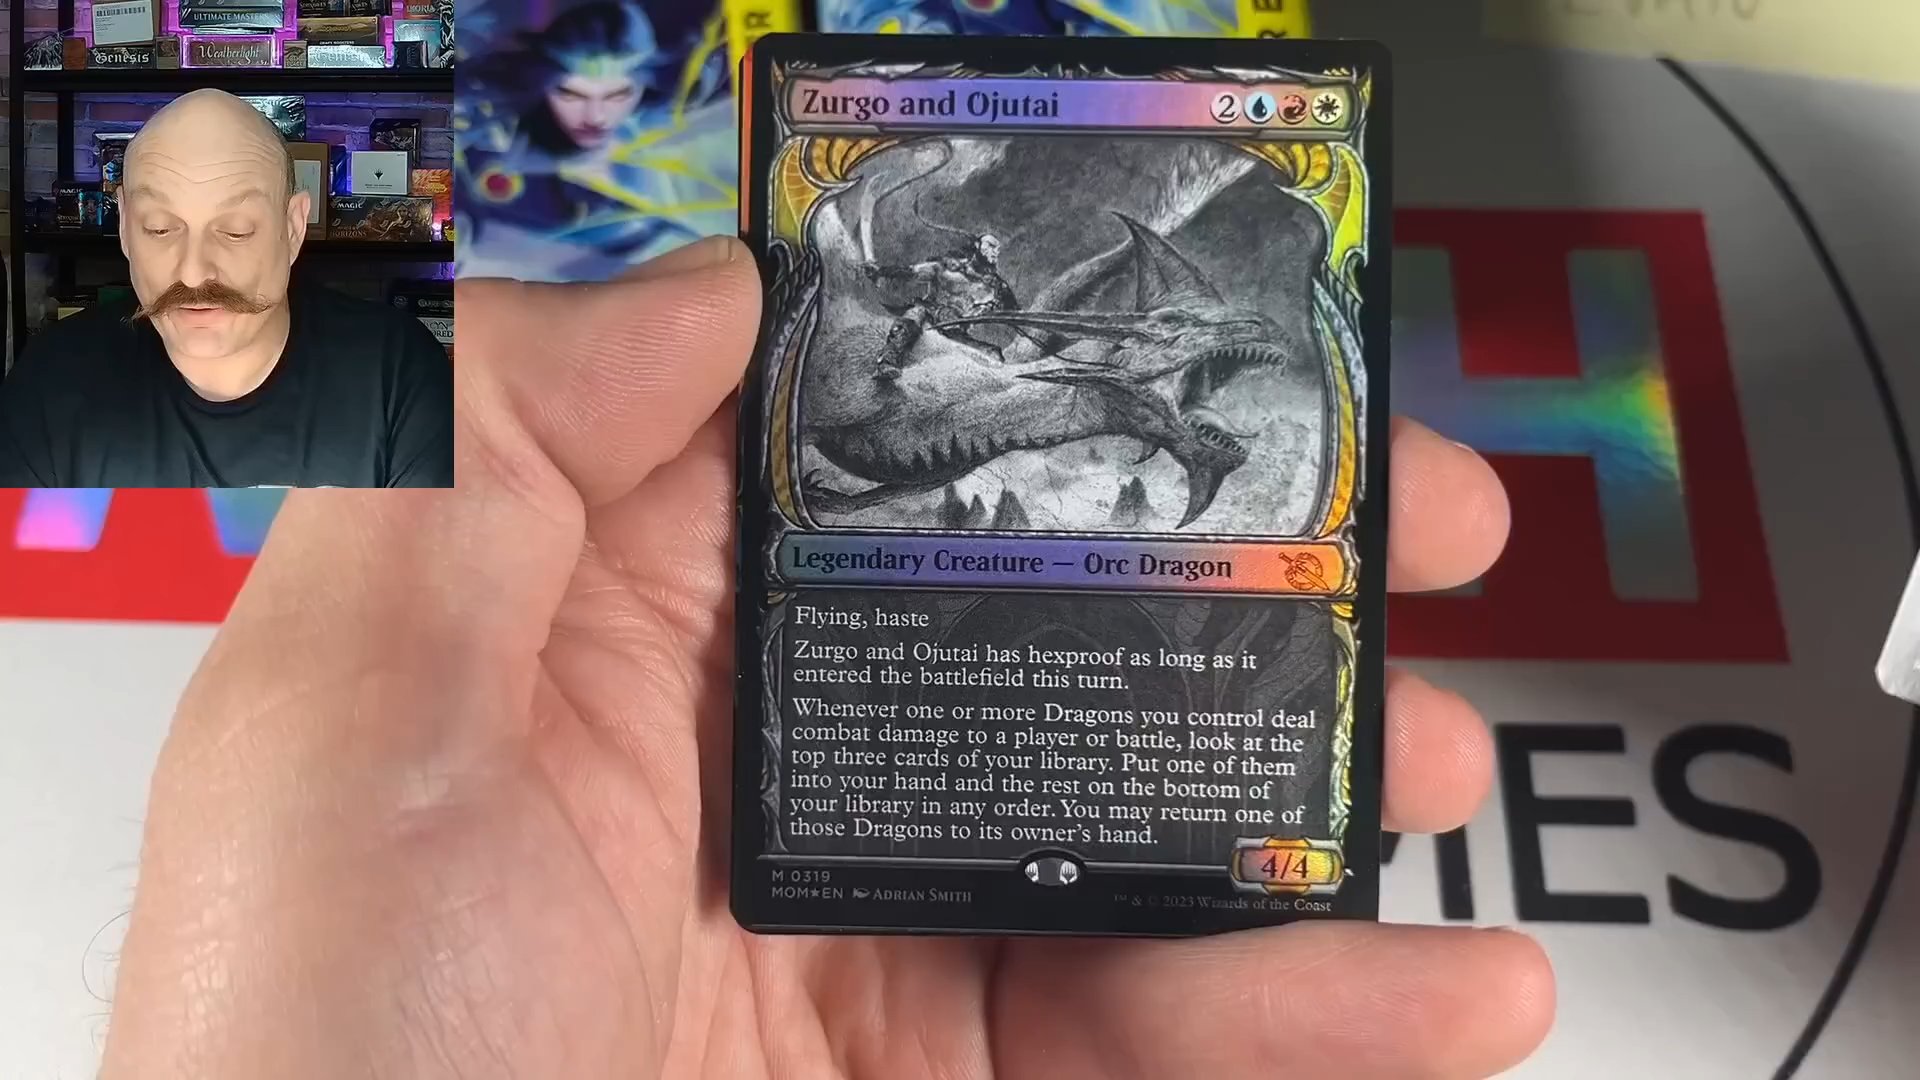 ULTIMATE MASTERS
Genesis
Weatherlight
MAGIC
MAGIC
HORIZONS
R
E
Zurgo and Ojutai
2
Legendary Creature — Orc Dragon
Flying, haste
Zurgo and Ojutai has hexproof as long as it
entered the battlefield this turn.
Whenever one or more Dragons you control deal
combat damage to a player or battle, look at the
top three cards of your library. Put one of them
into your hand and the rest on the bottom of
your library in any order. You may return one of
those Dragons to its owner's hand.
4/4
M 0319
MOM★EN ADRIAN SMITH
™ & © 2023 Wizards of the Coast
H
MES